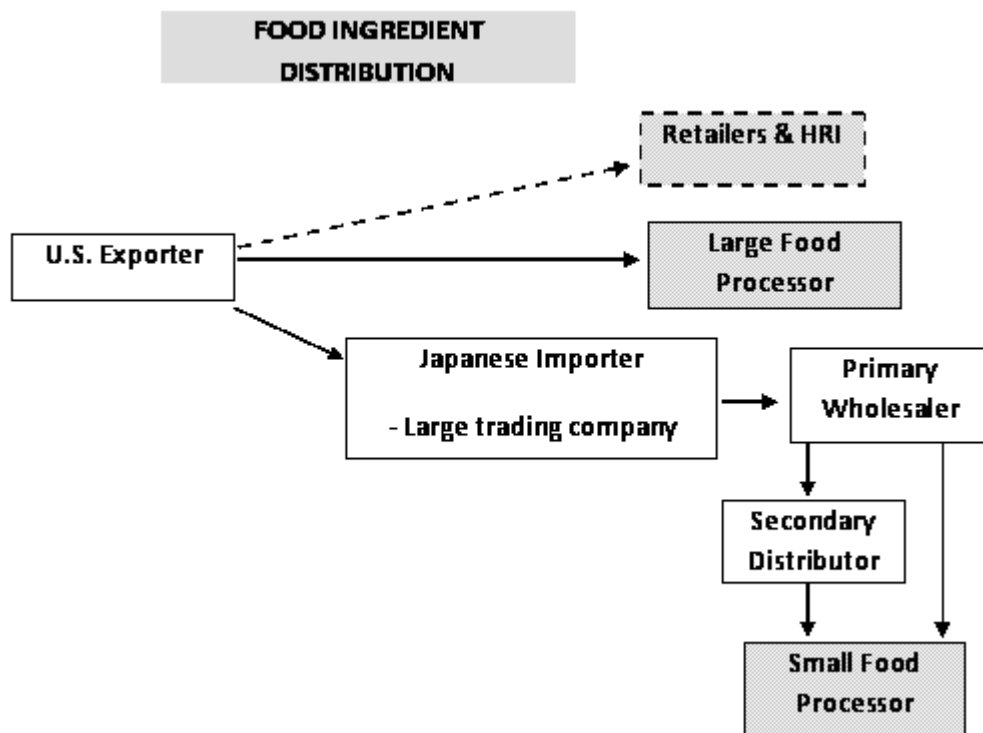 FOOD INGREDIENT
DISTRIBUTION
Retailers & HRI
U.S. Exporter
Large Food
Processor
Japanese Importer
- Large trading company
Primary
Wholesaler
Secondary
Distributor
Small Food
Processor